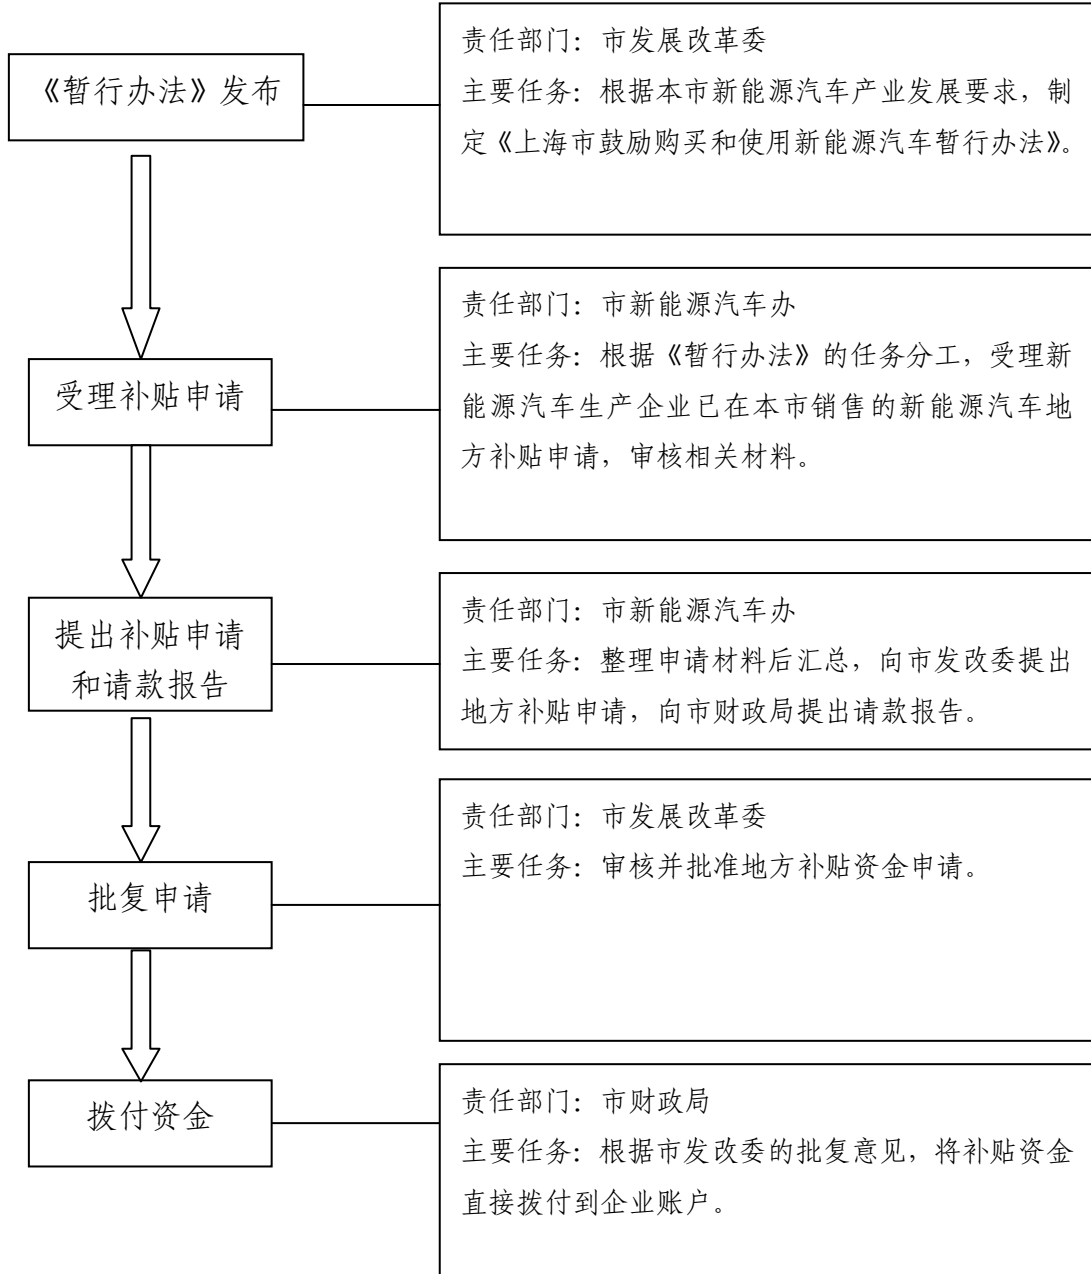 《暂行办法》发布
责任部门：市发展改革委
主要任务：根据本市新能源汽车产业发展要求，制
定《上海市鼓励购买和使用新能源汽车暂行办法》。
受理补贴申请
责任部门：市新能源汽车办
主要任务：根据《暂行办法》的任务分工，受理新
能源汽车生产企业已在本市销售的新能源汽车地
方补贴申请，审核相关材料。
提出补贴申请
和请款报告
责任部门：市新能源汽车办
主要任务：整理申请材料后汇总，向市发改委提出
地方补贴申请，向市财政局提出请款报告。
批复申请
责任部门：市发展改革委
主要任务：审核并批准地方补贴资金申请。
拨付资金
责任部门：市财政局
主要任务：根据市发改委的批复意见，将补贴资金
直接拨付到企业账户。